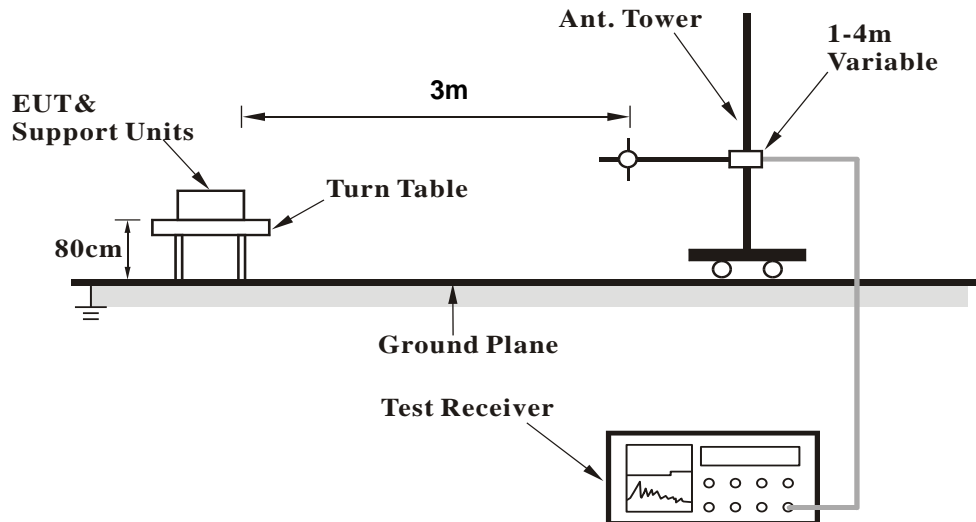 Ant. Tower
1-4m
Variable
3m
EUT&
Support Units
Turn Table
80cm
Ground Plane
Test Receiver